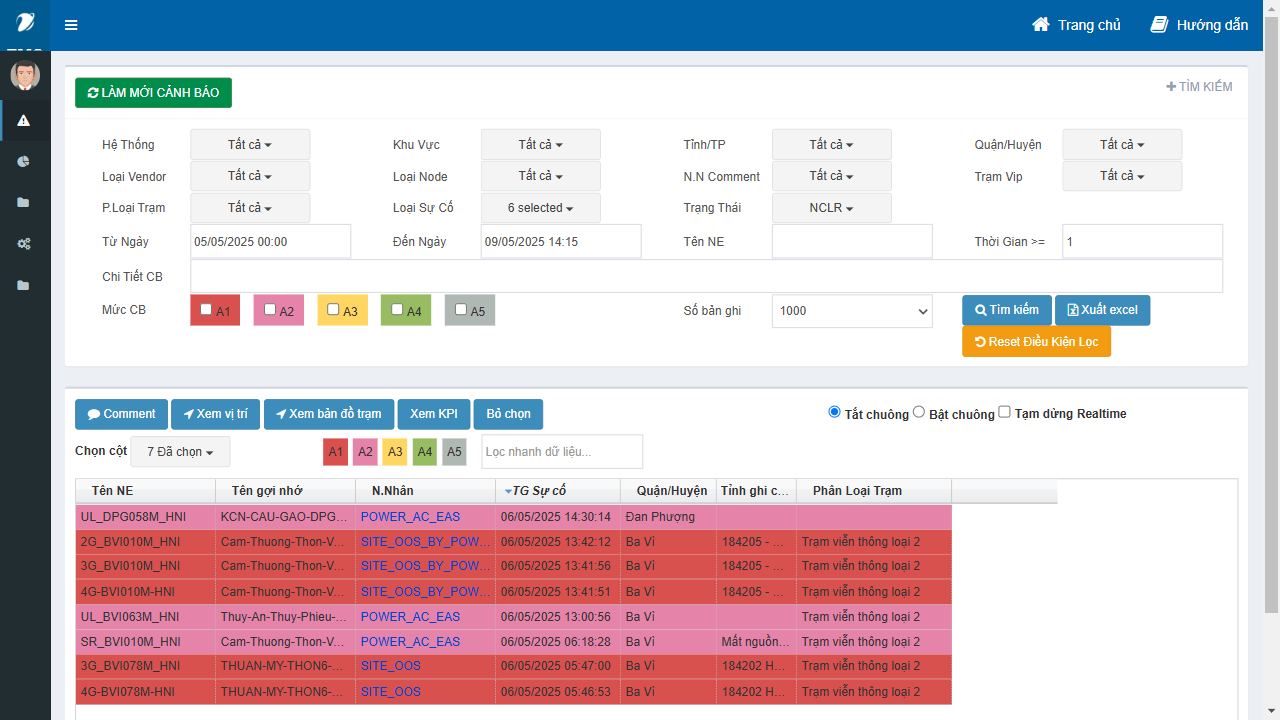 Trang chủ Hướng dẫn
LÀM MỚI CẢNH BÁO
TÌM KIẾM
Hệ Thống Tất cả Khu Vực Tất cả Tỉnh/TP Tất cả Quận/Huyện Tất cả
Loại Vendor Tất cả Loại Node Tất cả N.N Comment Tất cả Trạm Vip Tất cả
P.Loại Trạm Tất cả Loại Sự Cố 6 selected Trạng Thái NCLR
Từ Ngày 05/05/2025 00:00 Đến Ngày 09/05/2025 14:15 Tên NE Thời Gian >= 1
Chi Tiết CB
Mức CB A1 A2 A3 A4 A5 Số bản ghi 1000 Tìm kiếm Xuất excel
Reset Điều Kiện Lọc
Comment Xem vị trí Xem bản đồ trạm Xem KPI Bỏ chọn Tắt chuông Bật chuông Tạm dừng Realtime
Chọn cột 7 Đã chọn A1 A2 A3 A4 A5 Lọc nhanh dữ liệu...
Tên NE Tên gợi nhớ N.Nhân TG Sự cố Quận/Huyện Tỉnh ghi c... Phân Loại Trạm
UL_DPG058M_HNI KCN-CAU-GAO-DPG... POWER_AC_EAS 06/05/2025 14:30:14 Đan Phượng
2G_BVI010M_HNI Cam-Thuong-Thon-V... SITE_OOS_BY_POW... 06/05/2025 13:42:12 Ba Vì 184205 - ... Trạm viễn thông loại 2
3G_BVI010M_HNI Cam-Thuong-Thon-V... SITE_OOS_BY_POW... 06/05/2025 13:41:56 Ba Vì 184205 - ... Trạm viễn thông loại 2
4G-BVI010M-HNI Cam-Thuong-Thon-V... SITE_OOS_BY_POW... 06/05/2025 13:41:51 Ba Vì 184205 - ... Trạm viễn thông loại 2
UL_BVI063M_HNI Thuy-An-Thuy-Phieu-... POWER_AC_EAS 06/05/2025 13:00:56 Ba Vì Trạm viễn thông loại 2
SR_BVI010M_HNI Cam-Thuong-Thon-V... POWER_AC_EAS 06/05/2025 06:18:28 Ba Vì Mất nguồn... Trạm viễn thông loại 2
3G_BVI078M_HNI THUAN-MY-THON6-... SITE_OOS 06/05/2025 05:47:00 Ba Vì 184202 H... Trạm viễn thông loại 2
4G-BVI078M-HNI THUAN-MY-THON6-... SITE_OOS 06/05/2025 05:46:53 Ba Vì 184202 H... Trạm viễn thông loại 2